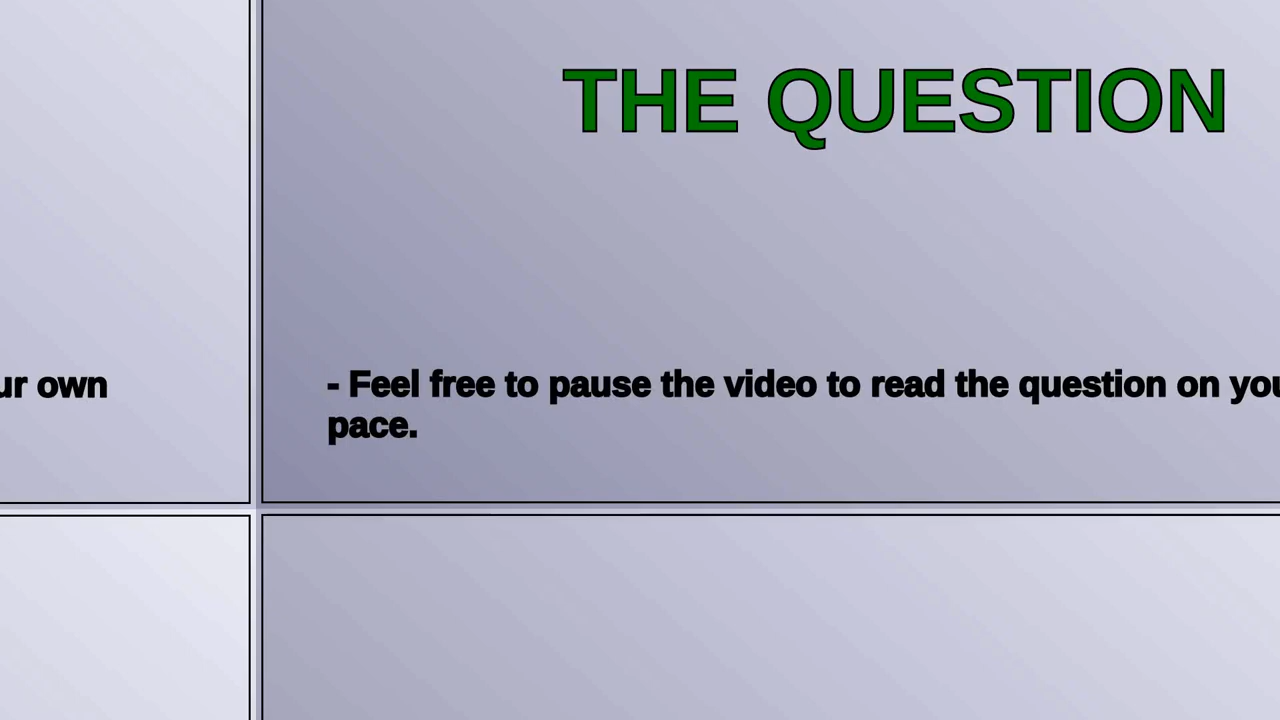 THE QUESTION
ur own
- Feel free to pause the video to read the question on you
pace.